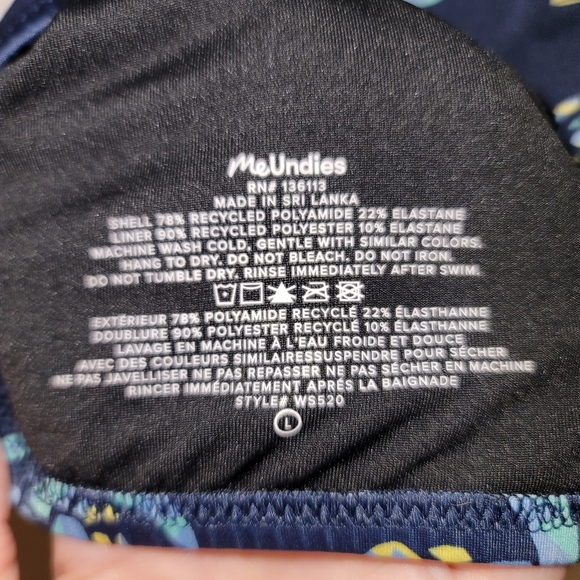 MeUndies
RN# 136113
MADE IN SRI LANKA
SHELL 78% RECYCLED POLYAMIDE 22% ELASTANE
LINER 90% RECYCLED POLYESTER 10% ELASTANE
MACHINE WASH COLD, GENTLE WITH SIMILAR COLORS.
HANG TO DRY. DO NOT BLEACH. DO NOT IRON.
DO NOT TUMBLE DRY. RINSE IMMEDIATELY AFTER SWIM.
EXTÉRIEUR 78% POLYAMIDE RECYCLÉ 22% ÉLASTHANNE
DOUBLURE 90% POLYESTER RECYCLÉ 10% ÉLASTHANNE
LAVAGE EN MACHINE À L'EAU FROIDE ET DOUCE
AVEC DES COULEURS SIMILAIRESSUSPENDRE POUR SÉCHER
NE PAS JAVELLISER NE PAS REPASSER NE PAS SÉCHER EN MACHINE
RINCER IMMÉDIATEMENT APRÈS LA BAIGNADE
STYLE# WS520
L